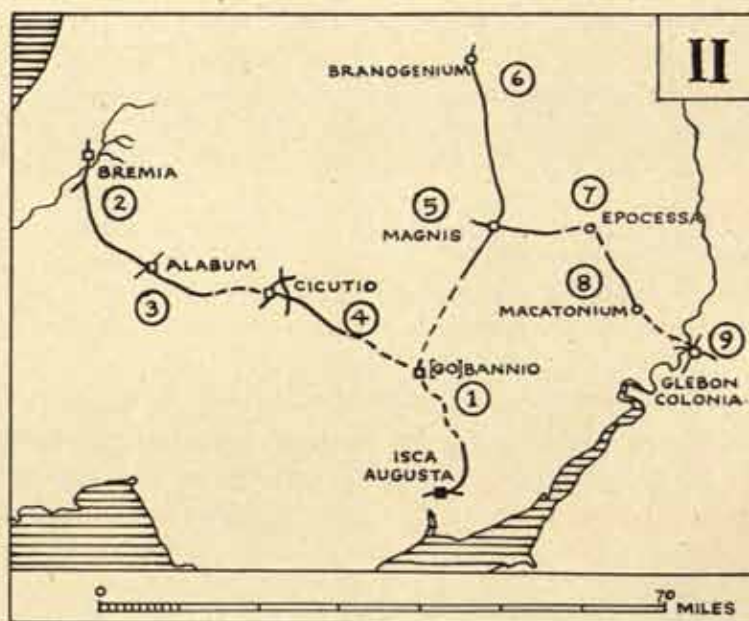 II
BRANOGENIUM
6
BREMIA
2
5
7
MAGNIS
EPOCESSA
ALABUM
3
CICUTIO
4
8
MACATONIUM
9
[GO]BANNIO
1
GLEBON
COLONIA
ISCA
AUGUSTA
0
70
MILES